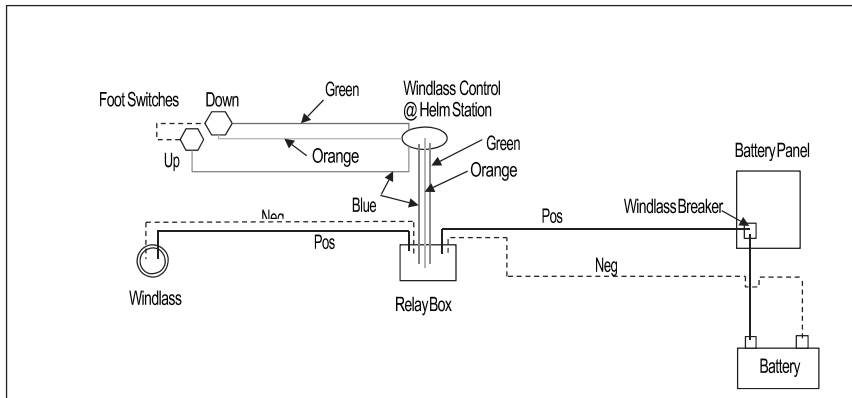 Foot Switches
Down
Green
Windlass Control
@ Helm Station
Up
Orange
Green
Orange
Blue
Battery Panel
Windlass Breaker
Neg
Pos
Pos
Neg
Windlass
Relay Box
Battery